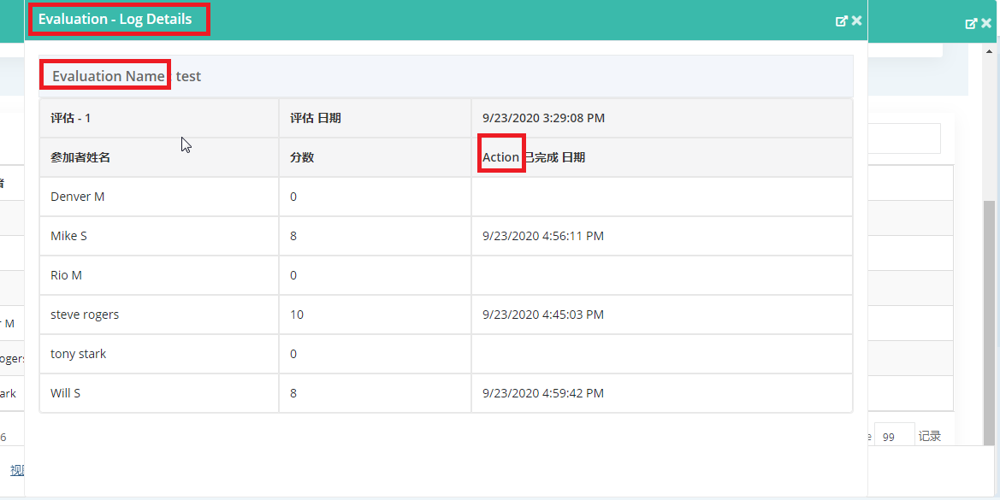 Evaluation - Log Details
Evaluation Name test
评估 - 1 评估 日期 9/23/2020 3:29:08 PM
参加者姓名 分数 Action 已完成 日期
Denver M 0
Mike S 8 9/23/2020 4:56:11 PM
Rio M 0
steve rogers 10 9/23/2020 4:45:03 PM
tony stark 0
Will S 8 9/23/2020 4:59:42 PM
者
r M
ogers
ark
6
e 99 记录